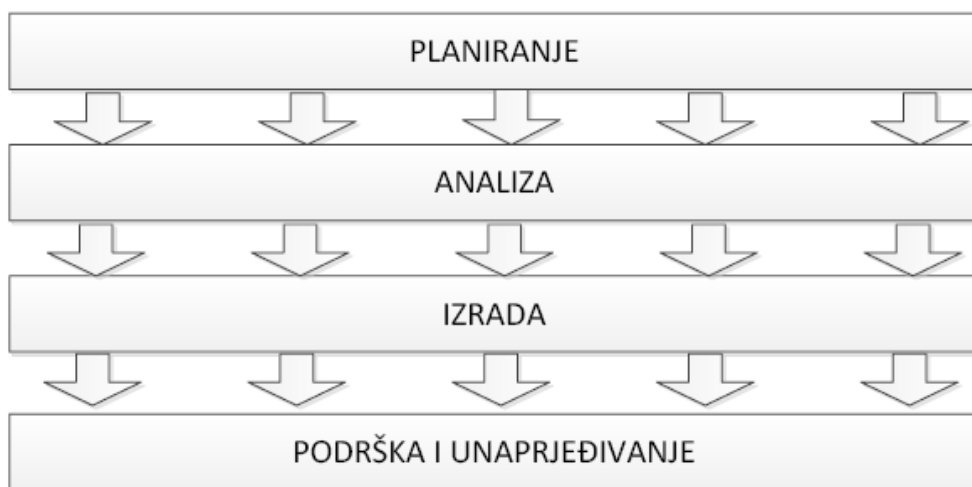 PLANIRANJE
ANALIZA
IZRADA
PODRŠKA I UNAPRJEĐIVANJE